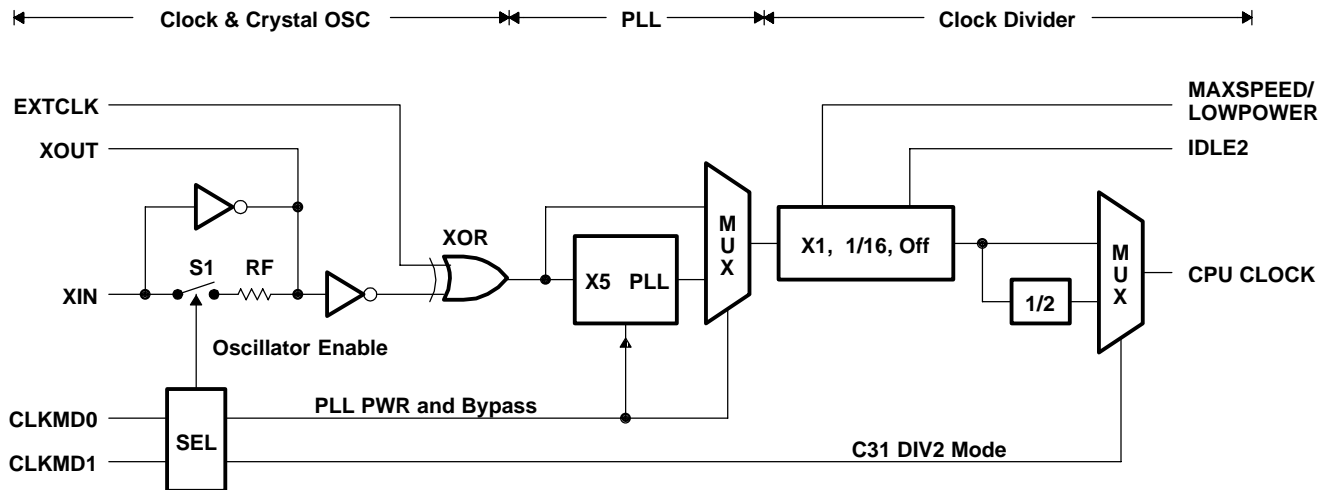 Clock & Crystal OSC
PLL
Clock Divider
EXTCLK
MAXSPEED/
LOWPOWER
XOUT
IDLE2
XOR
MUX
X1, 1/16, Off
MUX
S1
RF
X5 PLL
XIN
CPU CLOCK
1/2
Oscillator Enable
CLKMD0
PLL PWR and Bypass
SEL
CLKMD1
C31 DIV2 Mode